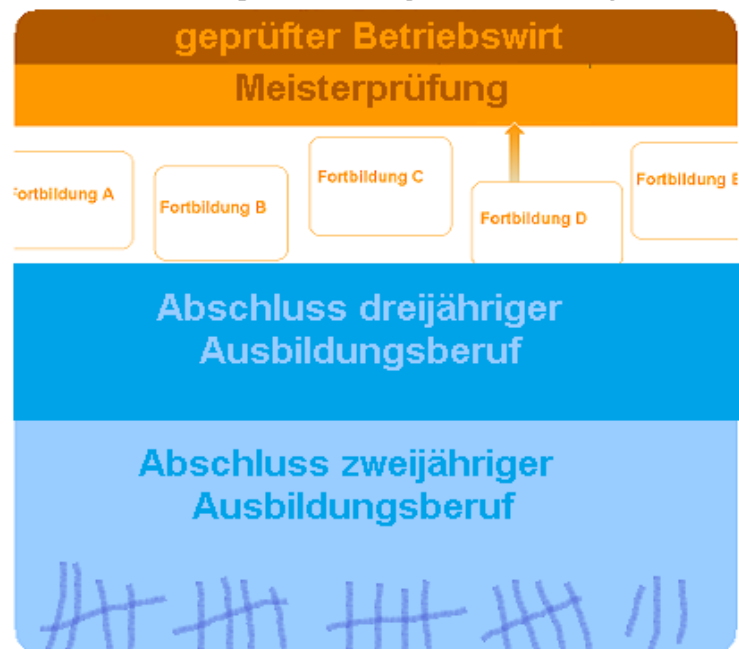 geprüfter Betriebswirt
Meisterprüfung
Fortbildung A
Fortbildung B
Fortbildung C
Fortbildung D
Fortbildung E
Abschluss dreijähriger
Ausbildungsberuf
Abschluss zweijähriger
Ausbildungsberuf